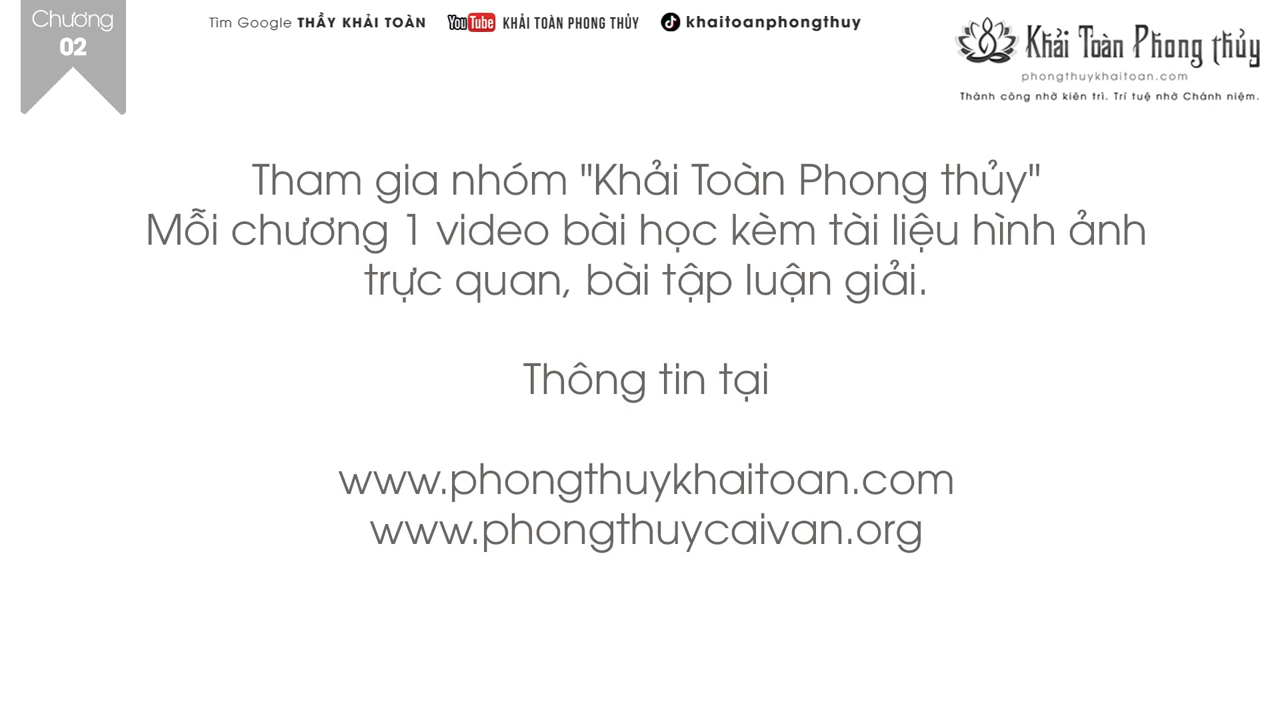 Chương
02
Tìm Google THẦY KHẢI TOÀN
YouTube KHẢI TOÀN PHONG THỦY
khaitoanphongthuy
Khải Toàn Phong thủy
phongthuykhaitoan.com
Thành công nhờ kiên trì. Trí tuệ nhờ Chánh niệm.
Tham gia nhóm "Khải Toàn Phong thủy"
Mỗi chương 1 video bài học kèm tài liệu hình ảnh
trực quan, bài tập luận giải.
Thông tin tại
www.phongthuykhaitoan.com
www.phongthuycaivan.org